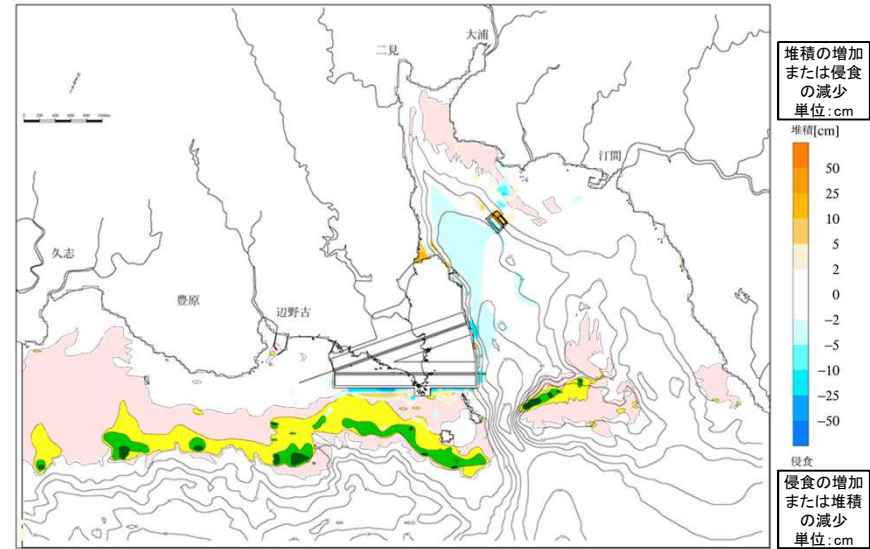 大浦
二見
汀間
久志
豊原
辺野古
堆積の増加
または侵食
の減少
単位:cm
堆積[cm]
50
25
10
5
2
0
−2
−5
−10
−25
−50
侵食
侵食の増加
または堆積
の減少
単位:cm